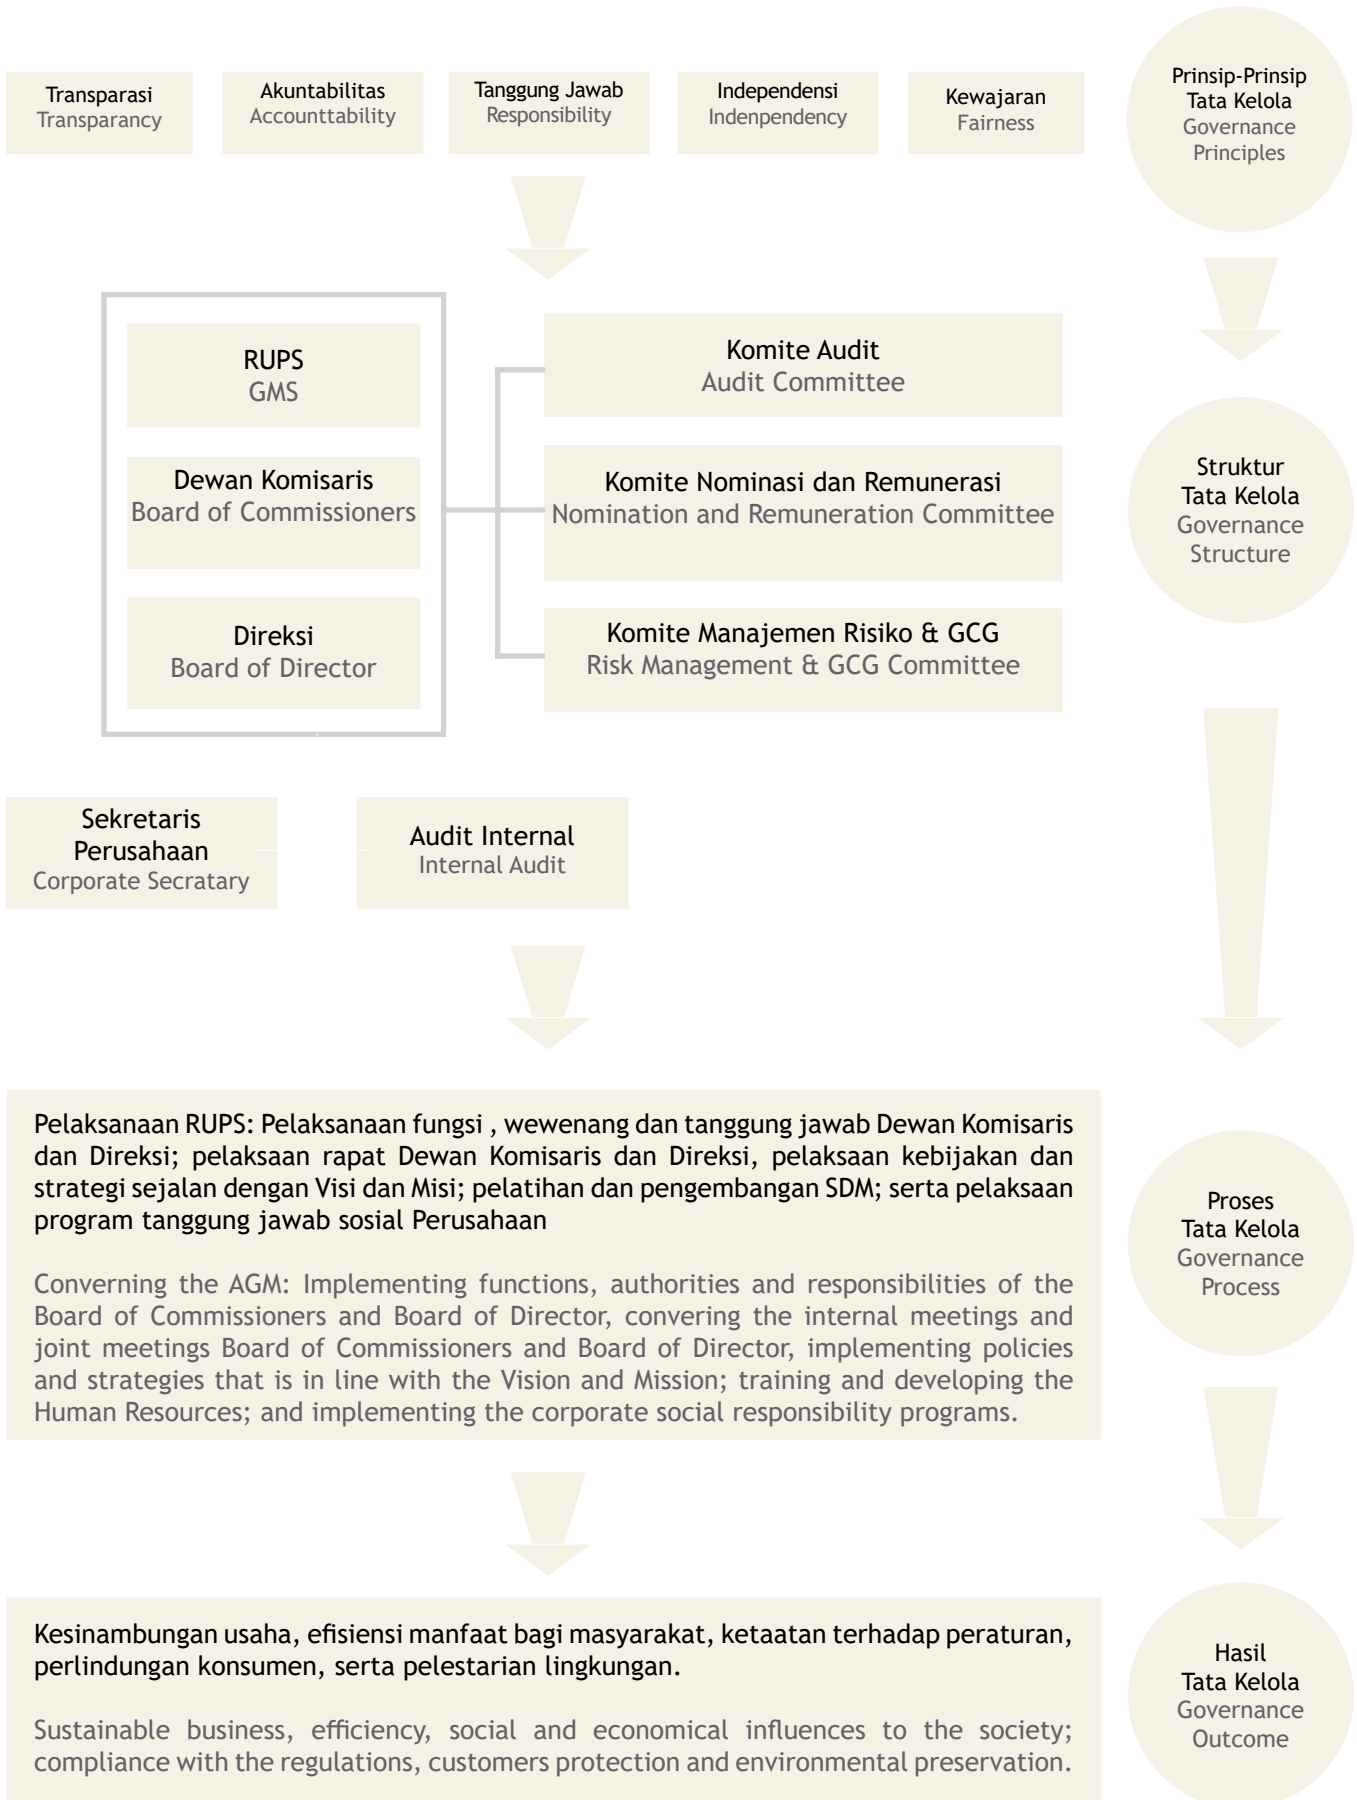 Transparasi
Transparancy
Akuntabilitas
Accounttability
Tanggung Jawab
Responsibility
Independensi
Indenpendency
Kewajaran
Fairness
Prinsip-Prinsip
Tata Kelola
Governance
Principles
RUPS
GMS
Dewan Komisaris
Board of Commissioners
Direksi
Board of Director
Komite Audit
Audit Committee
Komite Nominasi dan Remunerasi
Nomination and Remuneration Committee
Komite Manajemen Risiko & GCG
Risk Management & GCG Committee
Struktur
Tata Kelola
Governance
Structure
Sekretaris
Perusahaan
Corporate Secratary
Audit Internal
Internal Audit
Pelaksanaan RUPS: Pelaksanaan fungsi , wewenang dan tanggung jawab Dewan Komisaris
dan Direksi; pelaksaan rapat Dewan Komisaris dan Direksi, pelaksaan kebijakan dan
strategi sejalan dengan Visi dan Misi; pelatihan dan pengembangan SDM; serta pelaksaan
program tanggung jawab sosial Perusahaan
Converning the AGM: Implementing functions, authorities and responsibilities of the
Board of Commissioners and Board of Director, convering the internal meetings and
joint meetings Board of Commissioners and Board of Director, implementing policies
and strategies that is in line with the Vision and Mission; training and developing the
Human Resources; and implementing the corporate social responsibility programs.
Proses
Tata Kelola
Governance
Process
Kesinambungan usaha, efisiensi manfaat bagi masyarakat, ketaatan terhadap peraturan,
perlindungan konsumen, serta pelestarian lingkungan.
Sustainable business, efficiency, social and economical influences to the society;
compliance with the regulations, customers protection and environmental preservation.
Hasil
Tata Kelola
Governance
Outcome